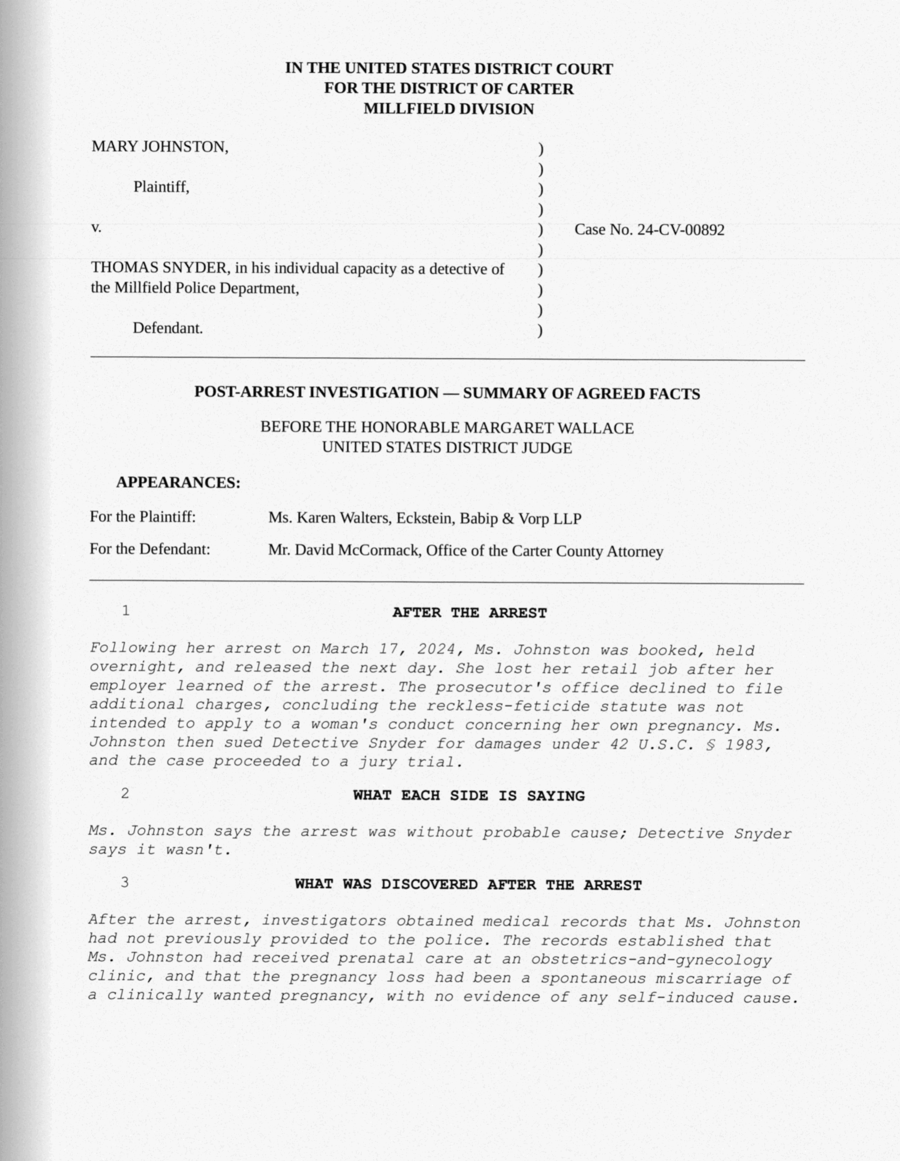 IN THE UNITED STATES DISTRICT COURT
FOR THE DISTRICT OF CARTER
MILLFIELD DIVISION
MARY JOHNSTON, )
)
Plaintiff, )
)
v. ) Case No. 24-CV-00892
)
THOMAS SNYDER, in his individual capacity as a detective of )
the Millfield Police Department, )
)
Defendant. )
POST-ARREST INVESTIGATION — SUMMARY OF AGREED FACTS
BEFORE THE HONORABLE MARGARET WALLACE
UNITED STATES DISTRICT JUDGE
APPEARANCES:
For the Plaintiff: Ms. Karen Walters, Eckstein, Babip & Vorp LLP
For the Defendant: Mr. David McCormack, Office of the Carter County Attorney
1 AFTER THE ARREST
Following her arrest on March 17, 2024, Ms. Johnston was booked, held
overnight, and released the next day. She lost her retail job after her
employer learned of the arrest. The prosecutor's office declined to file
additional charges, concluding the reckless-feticide statute was not
intended to apply to a woman's conduct concerning her own pregnancy. Ms.
Johnston then sued Detective Snyder for damages under 42 U.S.C. § 1983,
and the case proceeded to a jury trial.
2 WHAT EACH SIDE IS SAYING
Ms. Johnston says the arrest was without probable cause; Detective Snyder
says it wasn't.
3 WHAT WAS DISCOVERED AFTER THE ARREST
After the arrest, investigators obtained medical records that Ms. Johnston
had not previously provided to the police. The records established that
Ms. Johnston had received prenatal care at an obstetrics-and-gynecology
clinic, and that the pregnancy loss had been a spontaneous miscarriage of
a clinically wanted pregnancy, with no evidence of any self-induced cause.